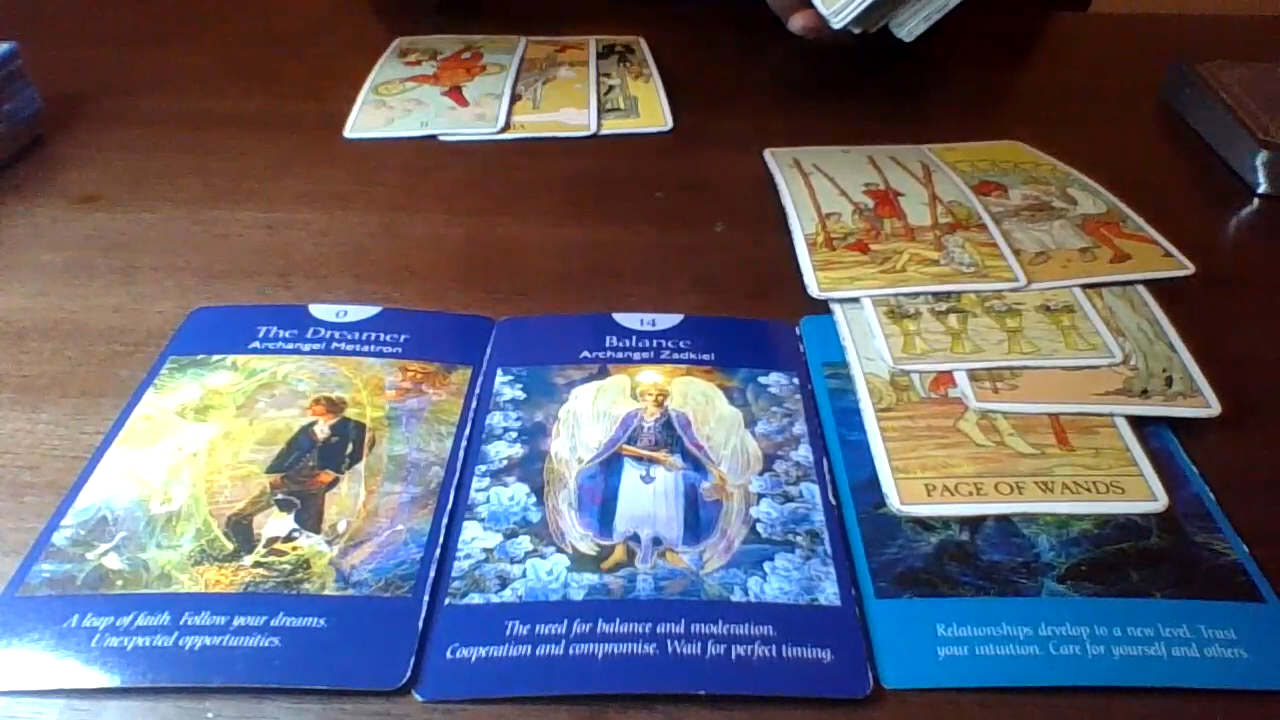 0
The Dreamer
Archangel Metatron
A leap of faith. Follow your dreams.
Unexpected opportunities.
14
Balance
Archangel Zadkiel
The need for balance and moderation.
Cooperation and compromise. Wait for perfect timing.
PAGE OF WANDS
Relationships develop to a new level. Trust
your intuition. Care for yourself and others.